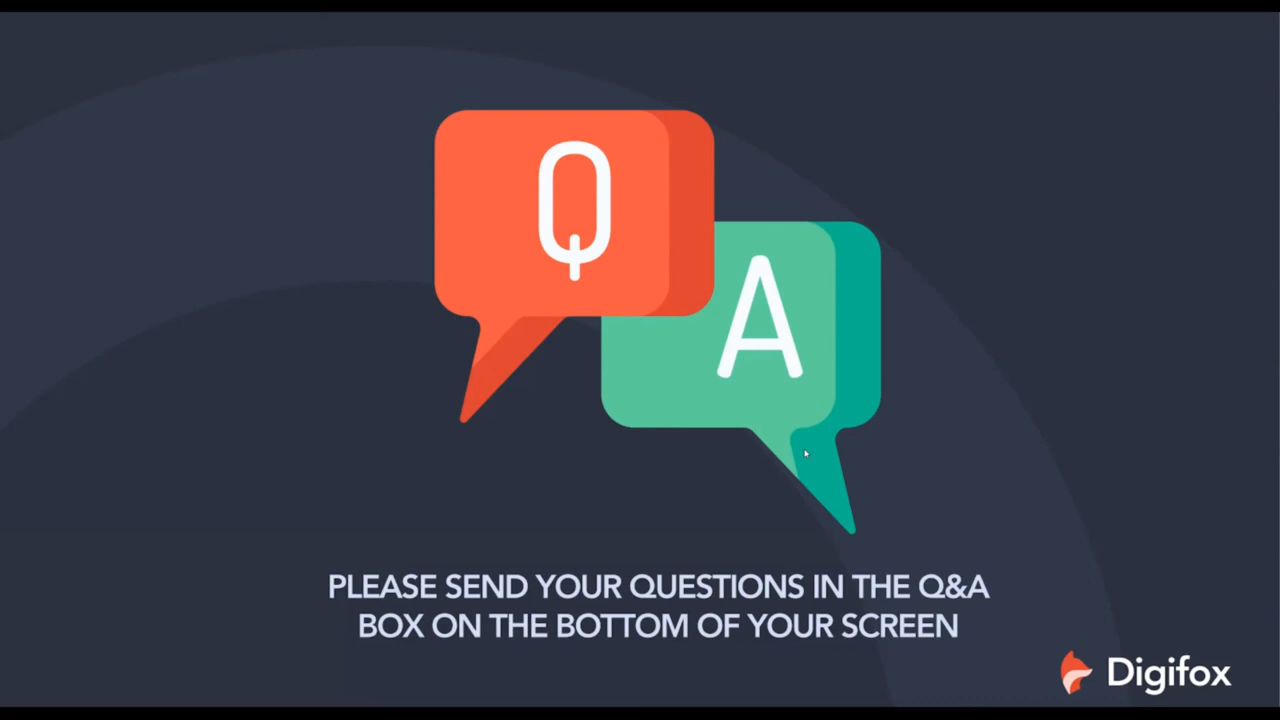 Q
A
PLEASE SEND YOUR QUESTIONS IN THE Q&A
BOX ON THE BOTTOM OF YOUR SCREEN
Digifox